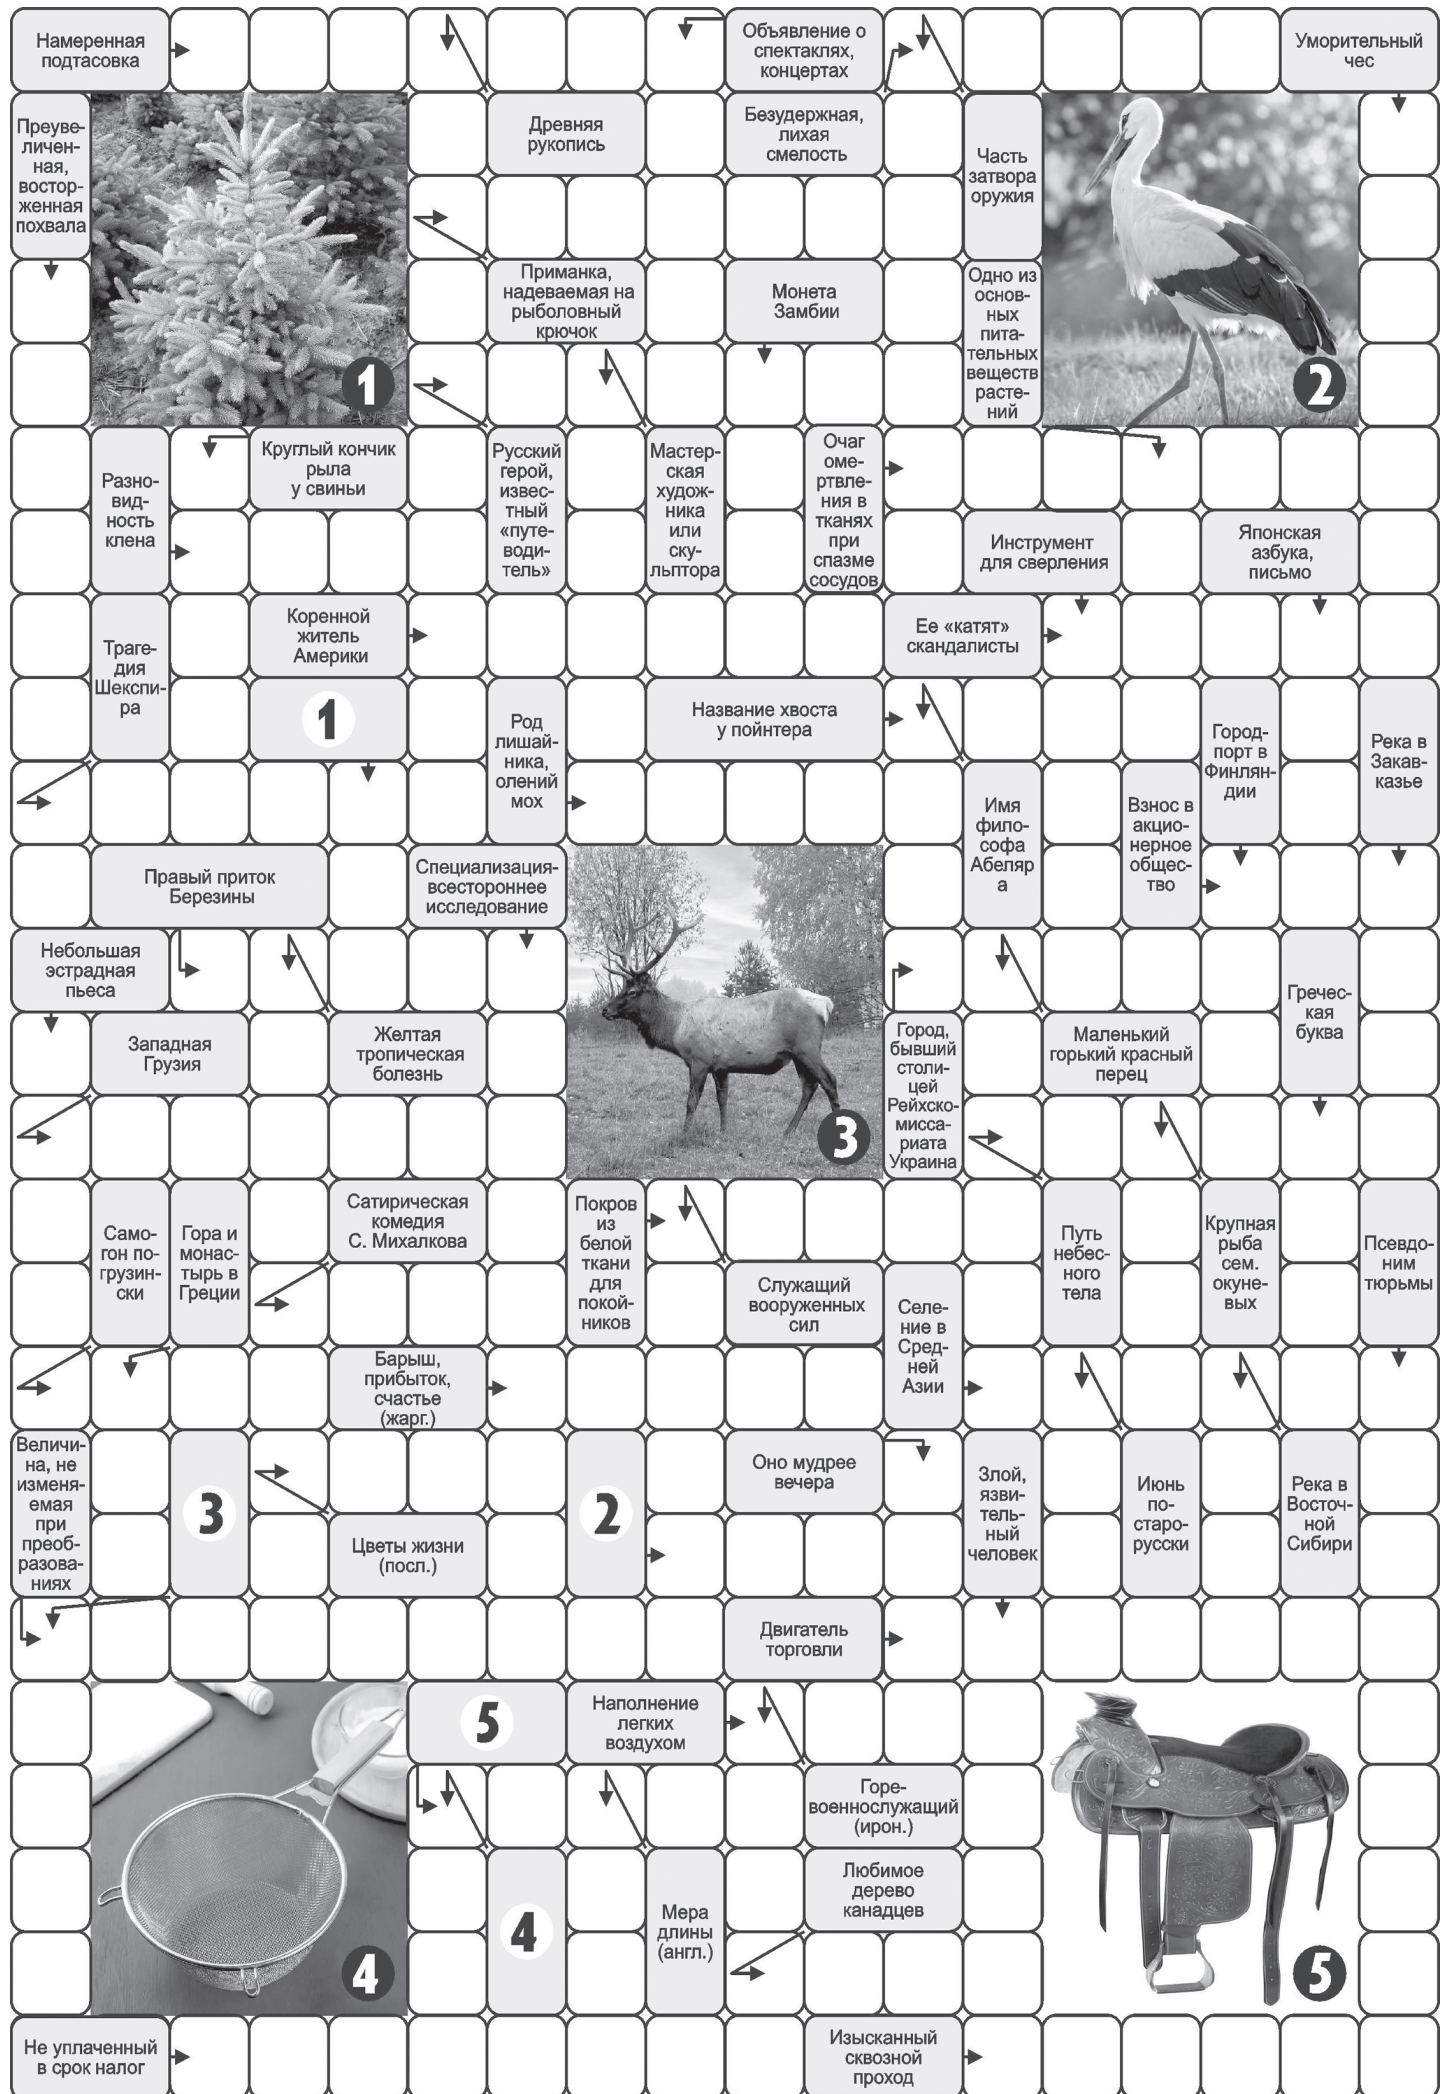 Намеренная
подтасовка
Объявление о
спектаклях,
концертах
Уморительный
чес
Преуве-
личен-
ная,
востор-
женная
похвала
Древняя
рукопись
Безудержная,
лихая
смелость
Часть
затвора
оружия
Приманка,
надеваемая на
рыболовный
крючок
Монета
Замбии
Одно из
основ-
ных
пита-
тельных
веществ
расте-
ний
1
2
Разно-
вид-
ность
клена
Круглый кончик
рыла
у свиньи
Русский
герой,
извес-
тный
«путе-
води-
тель»
Мастер-
ская
худож-
ника
или
ску-
льптора
Очаг
оме-
ртвле-
ния в
тканях
при
спазме
сосудов
Инструмент
для сверления
Японская
азбука,
письмо
Траге-
дия
Шекспи-
ра
Коренной
житель
Америки
Ее «катят»
скандалисты
1
Род
лишай-
ника,
олений
мох
Название хвоста
у пойнтера
Город-
порт в
Финлян-
дии
Река в
Закав-
казье
Имя
фило-
софа
Абеляр
а
Взнос в
акцио-
нерное
общес-
тво
Правый приток
Березины
Специализация-
всестороннее
исследование
Небольшая
эстрадная
пьеса
Гречес-
кая
буква
Западная
Грузия
Желтая
тропическая
болезнь
3
Город,
бывший
столи-
цей
Рейхско-
мисса-
риата
Украина
Маленький
горький красный
перец
Само-
гон по-
грузин-
ски
Гора и
монас-
тырь в
Греции
Сатирическая
комедия
С. Михалкова
Покров
из
белой
ткани
для
покой-
ников
Служащий
вооруженных
сил
Селе-
ние в
Сред-
ней
Азии
Путь
небес-
ного
тела
Крупная
рыба
сем.
окуне-
вых
Псевдо-
ним
тюрьмы
Барыш,
прибыток,
счастье
(жарг.)
Величи-
на, не
изменя-
емая
при
преоб-
разова-
ниях
3
Цветы жизни
(посл.)
2
Оно мудрее
вечера
Злой,
язви-
тель-
ный
человек
Июнь
по-
старо-
русски
Река в
Восточ-
ной
Сибири
Двигатель
торговли
5
Наполнение
легких
воздухом
Горе-
военнослужащий
(ирон.)
4
Мера
длины
(англ.)
Любимое
дерево
канадцев
4
5
Не уплаченный
в срок налог
Изысканный
сквозной
проход